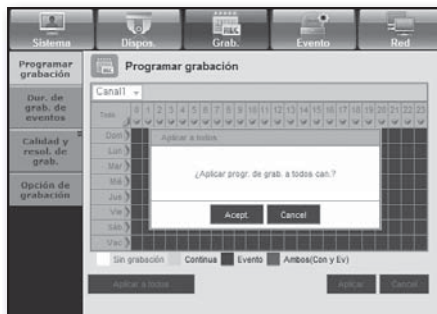 REC
Sistema Dispos. Grab. Evento Red
Programar grabación
Programar
grabación
Dur. de
grab. de
eventos
Calidad y
resol. de
grab.
Opción de
grabación
Canal1
Todo 0 1 2 3 4 5 6 7 8 9 10 11 12 13 14 15 16 17 18 19 20 21 22 23
Dom
Lun
Mar
Mié
Jue
Vie
Sáb
Vac
Aplicar a todos
¿Aplicar progr. de grab. a todos can.?
Acept. Cancel
Sin grabación Continua Evento Ambos(Con y Ev)
Aplicar a todos Aplicar Cancel